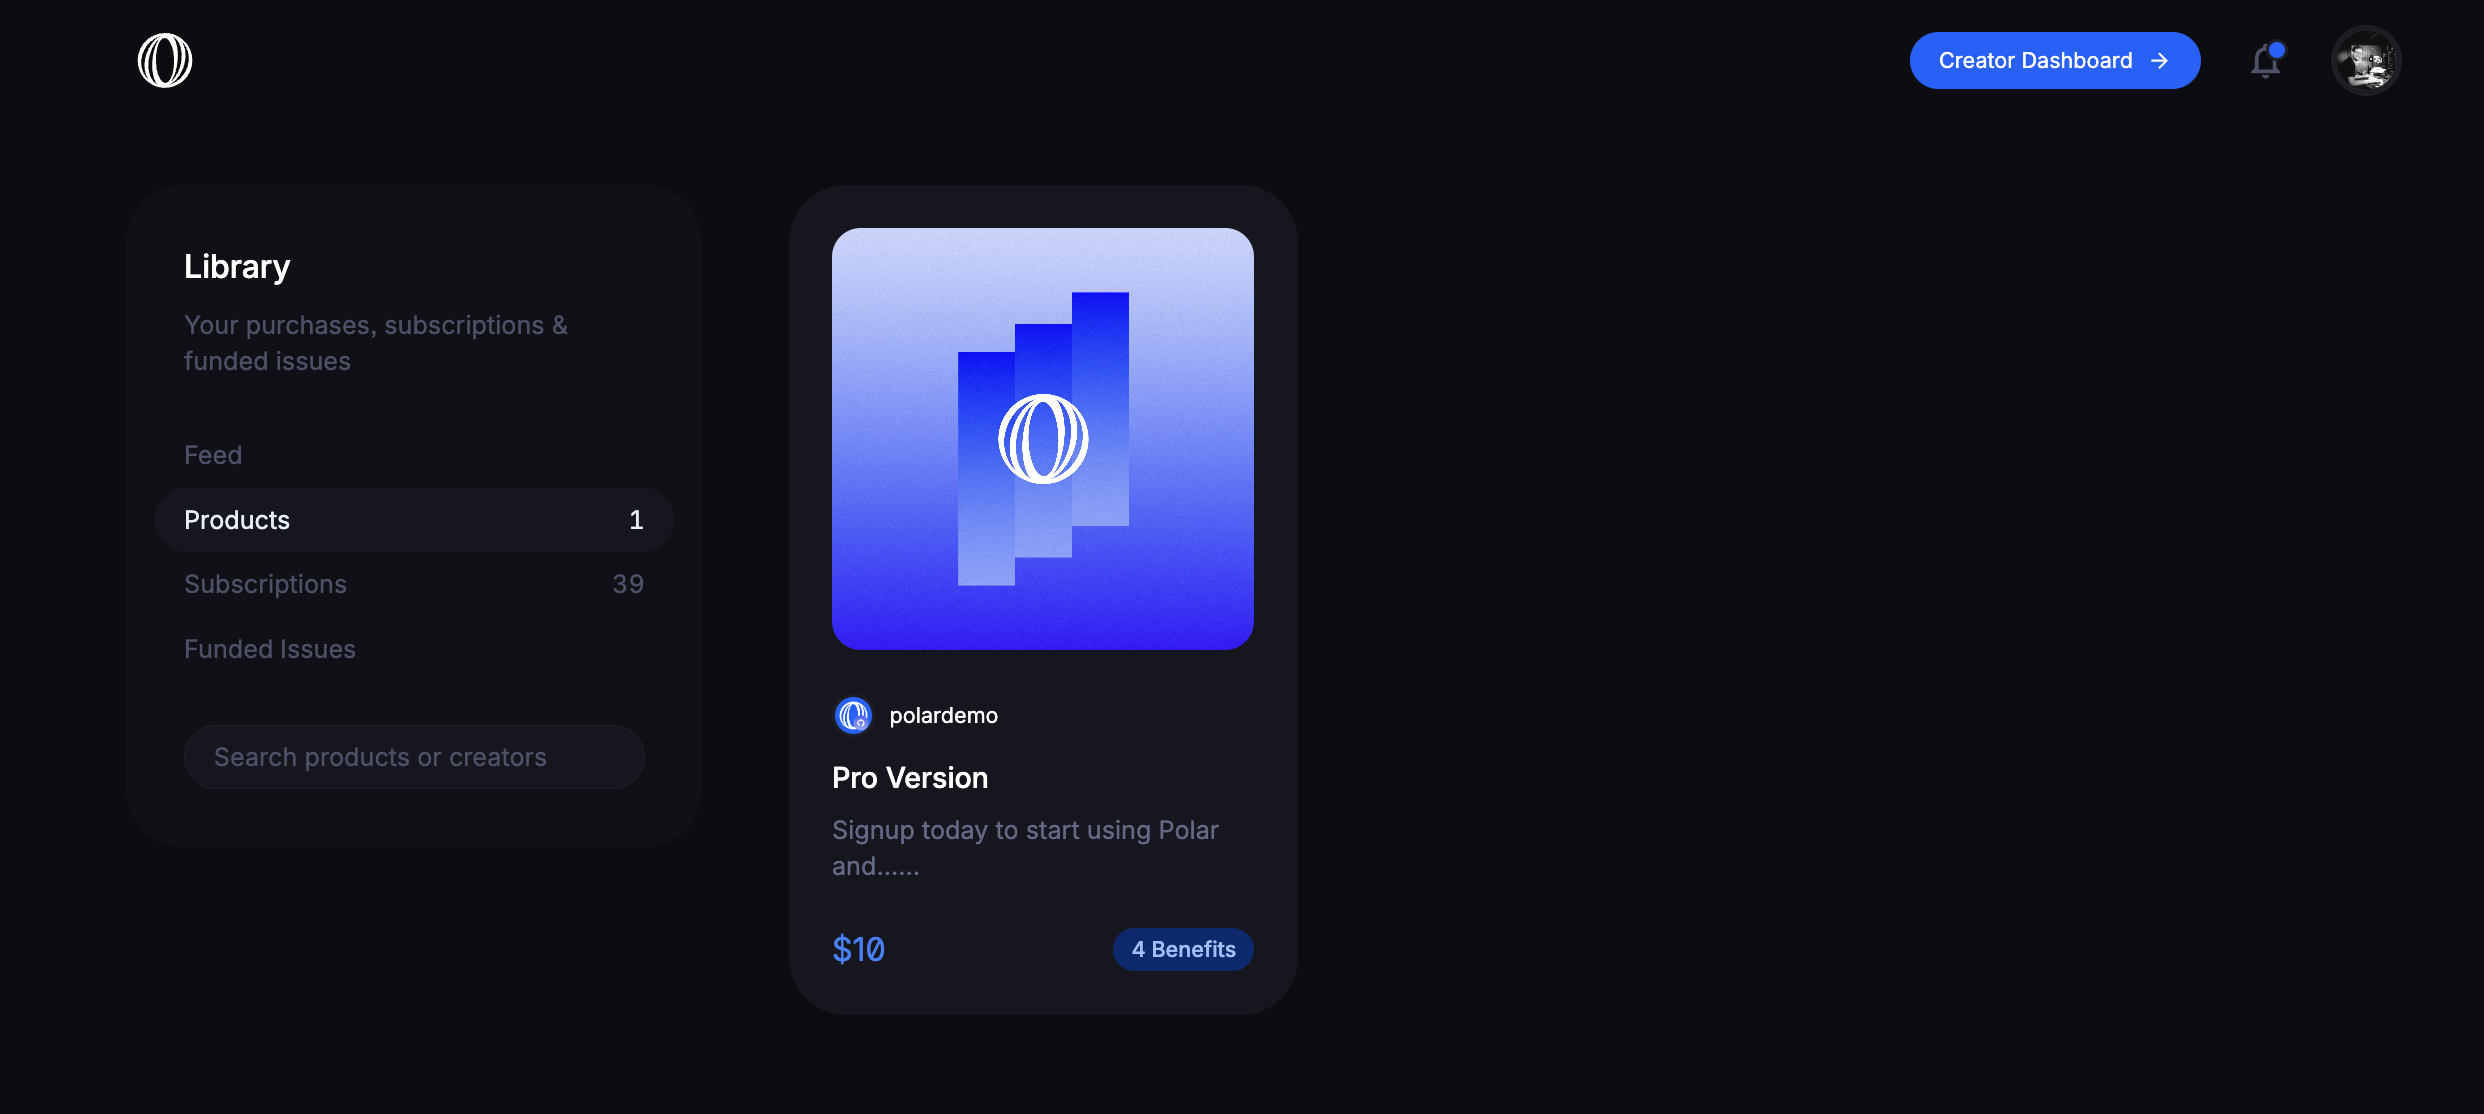 Creator Dashboard
Library
Your purchases, subscriptions &
funded issues
Feed
Products 1
Subscriptions 39
Funded Issues
Search products or creators
polardemo
Pro Version
Signup today to start using Polar
and......
$10
4 Benefits